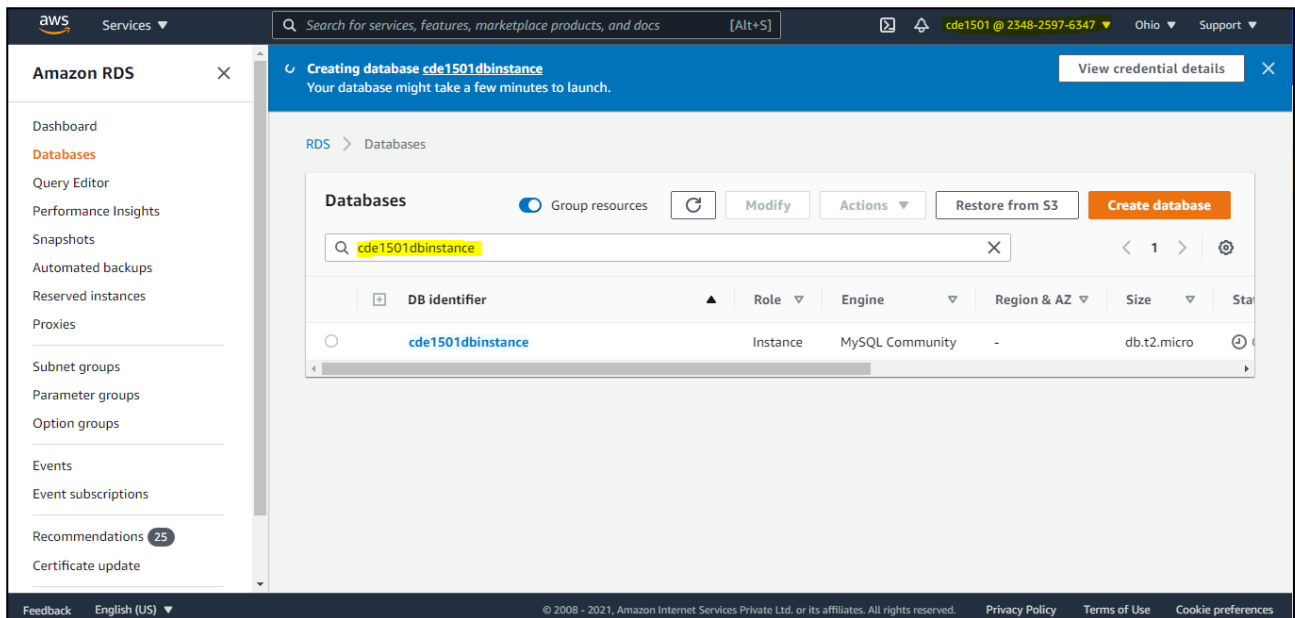 aws Services ▼ Search for services, features, marketplace products, and docs [Alt+S] cde1501 @ 2348-2597-6347 ▼ Ohio ▼ Support ▼
Amazon RDS
Dashboard
Databases
Query Editor
Performance Insights
Snapshots
Automated backups
Reserved instances
Proxies
Subnet groups
Parameter groups
Option groups
Events
Event subscriptions
Recommendations 25
Certificate update
Creating database cde1501dbinstance
Your database might take a few minutes to launch.
View credential details
RDS > Databases
Databases Group resources Modify Actions ▼ Restore from S3 Create database
cde1501dbinstance
< 1 >
DB identifier ▲ Role Engine Region & AZ Size
cde1501dbinstance Instance MySQL Community - db.t2.micro
Feedback English (US) ▼ © 2008 - 2021, Amazon Internet Services Private Ltd. or its affiliates. All rights reserved. Privacy Policy Terms of Use Cookie preferences